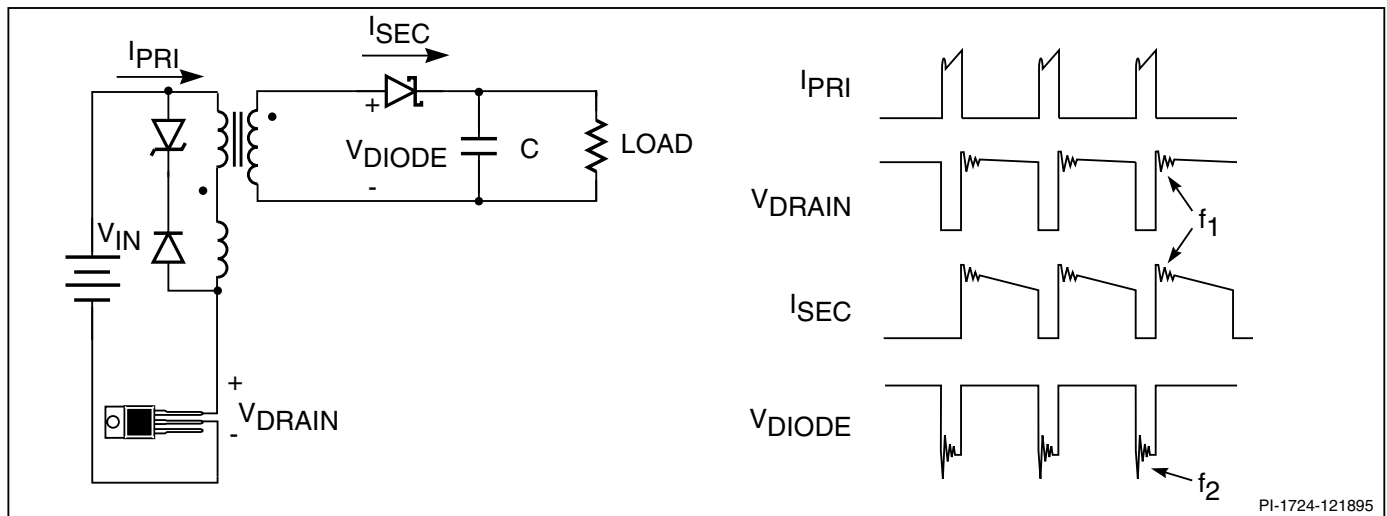 ISEC
IPRI
+
VDIODE
-
C
LOAD
VIN
+
VDRAIN
-
IPRI
VDRAIN
f1
ISEC
VDIODE
f2
PI-1724-121895